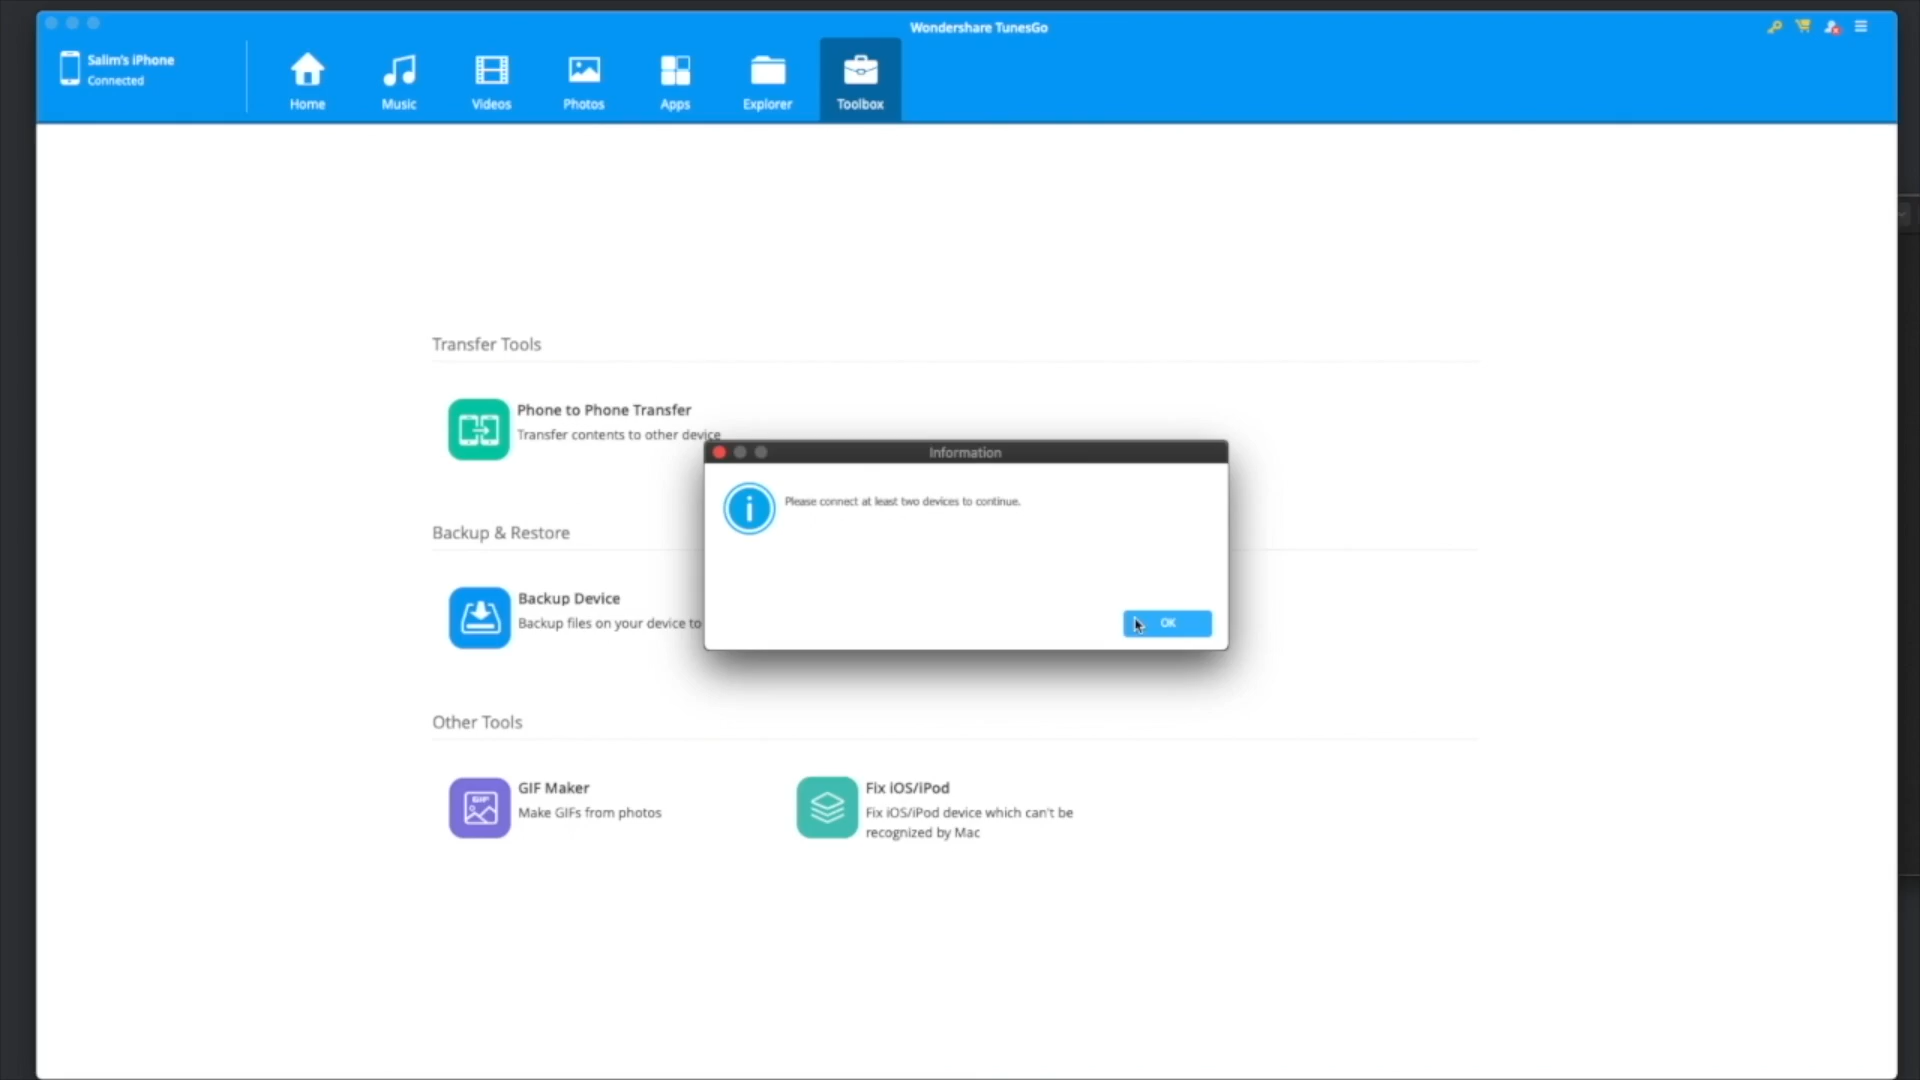 Wondershare TunesGo
Salim's iPhone
Connected
Home
Music
Videos
Photos
Apps
Explorer
Toolbox
Transfer Tools
Phone to Phone Transfer
Transfer contents to other device
Information
Please connect at least two devices to continue.
OK
Backup & Restore
Backup Device
Backup files on your device to
Other Tools
GIF Maker
Make GIFs from photos
GIF
Fix iOS/iPod
Fix iOS/iPod device which can't be
recognized by Mac